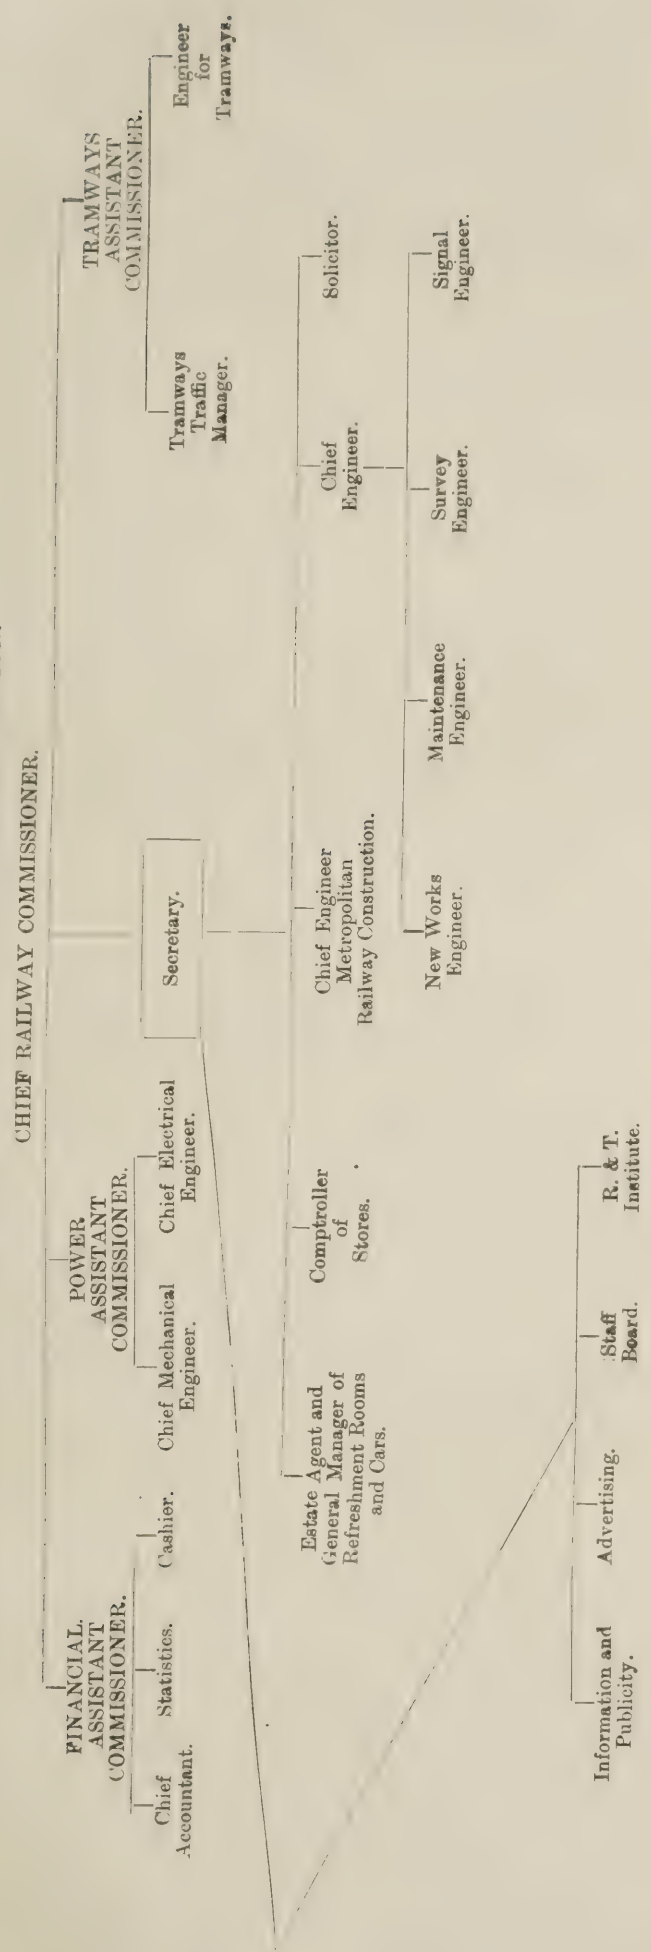 CHIEF RAILWAY COMMISSIONER.
FINANCIAL.
ASSISTANT
COMMISSIONER.
POWER
ASSISTANT
COMMISSIONER.
TRAMWAYS
ASSISTANT
COMMISSIONER.
Chief
Accountant.
Statistics.
Cashier.
Chief Mechanical
Engineer.
Chief Electrical
Engineer.
Secretary.
Tramways
Traffic
Manager.
Engineer
for
Tramways.
Estate Agent and
General Manager of
Refreshment Rooms
and Cars.
Comptroller
of
Stores.
Chief Engineer
Metropolitan
Railway Construction.
Chief
Engineer.
Solicitor.
New Works
Engineer.
Maintenance
Engineer.
Survey
Engineer.
Signal
Engineer.
Information and
Publicity.
Advertising.
Staff
Board.
R. & T.
Institute.